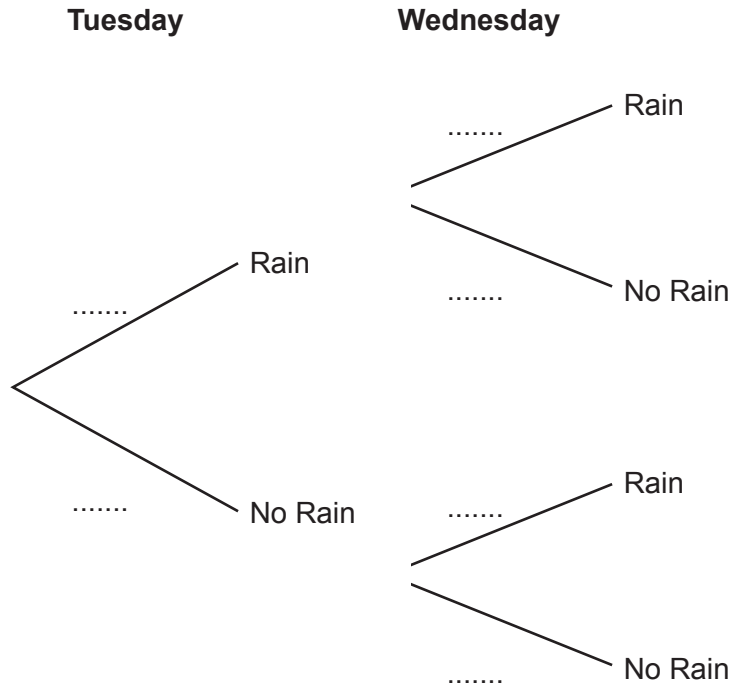 Tuesday Wednesday
....... Rain
Rain
.......
....... No Rain
....... Rain
.......
No Rain
....... No Rain